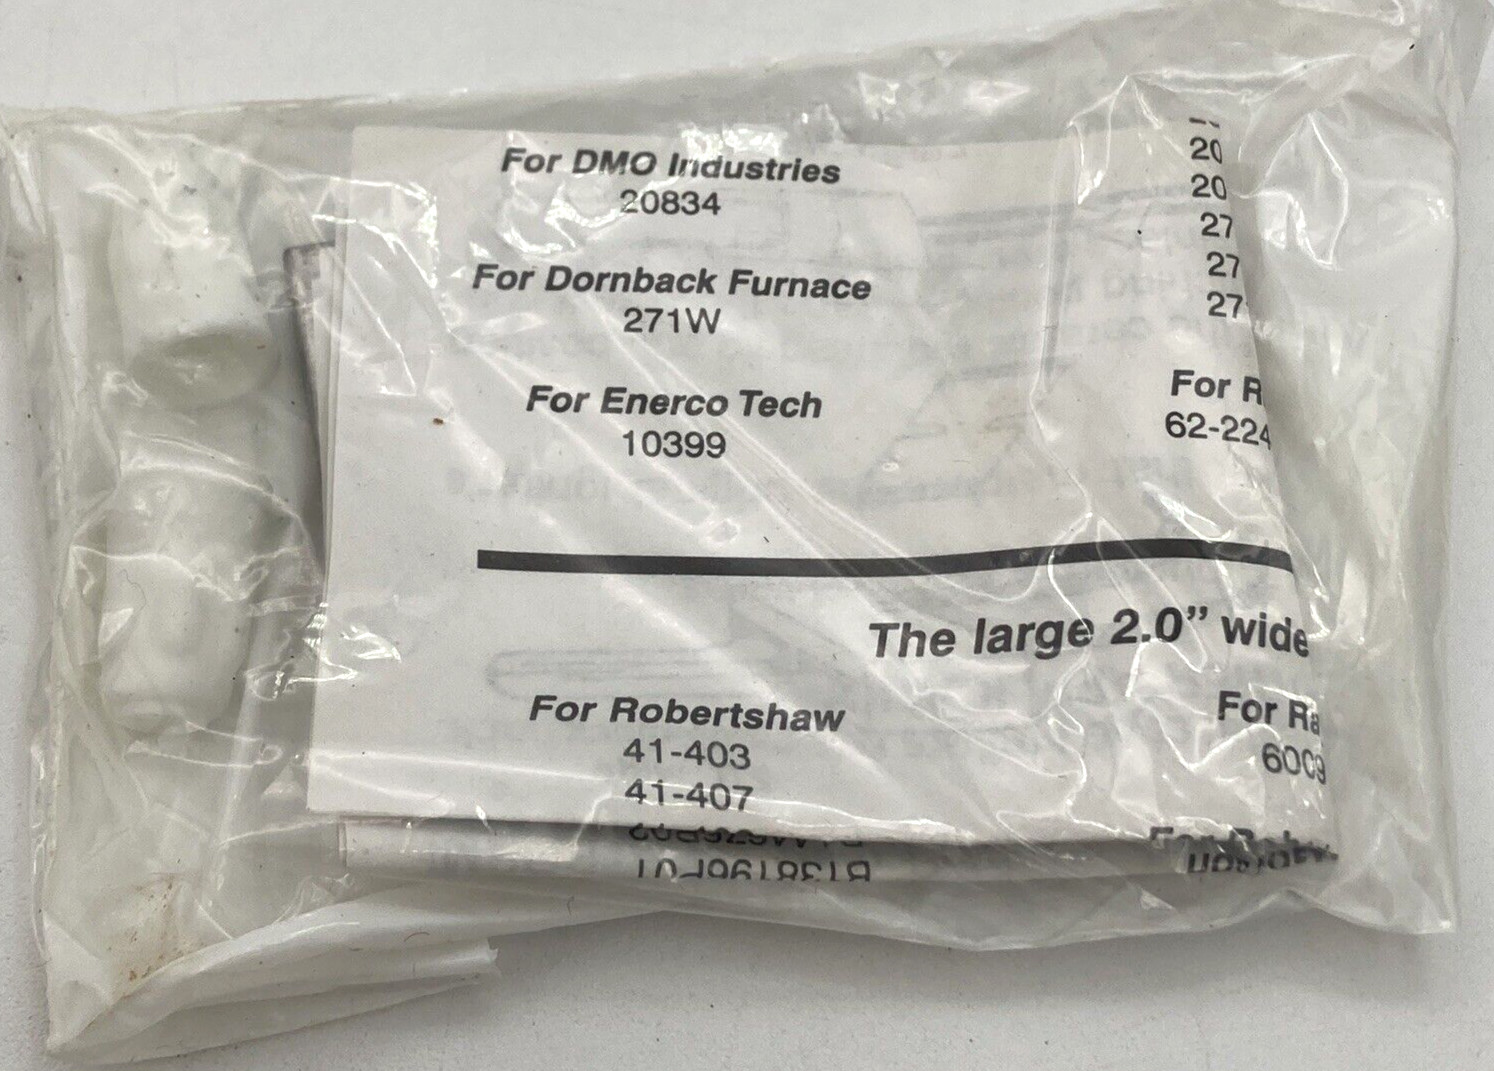 For DMO Industries
20834
For Dornback Furnace
271W
For Enerco Tech
10399
20
20
27
27
27
For R
62-224
The large 2.0” wide
For Robertshaw
41-403
41-407
For Ra
6009